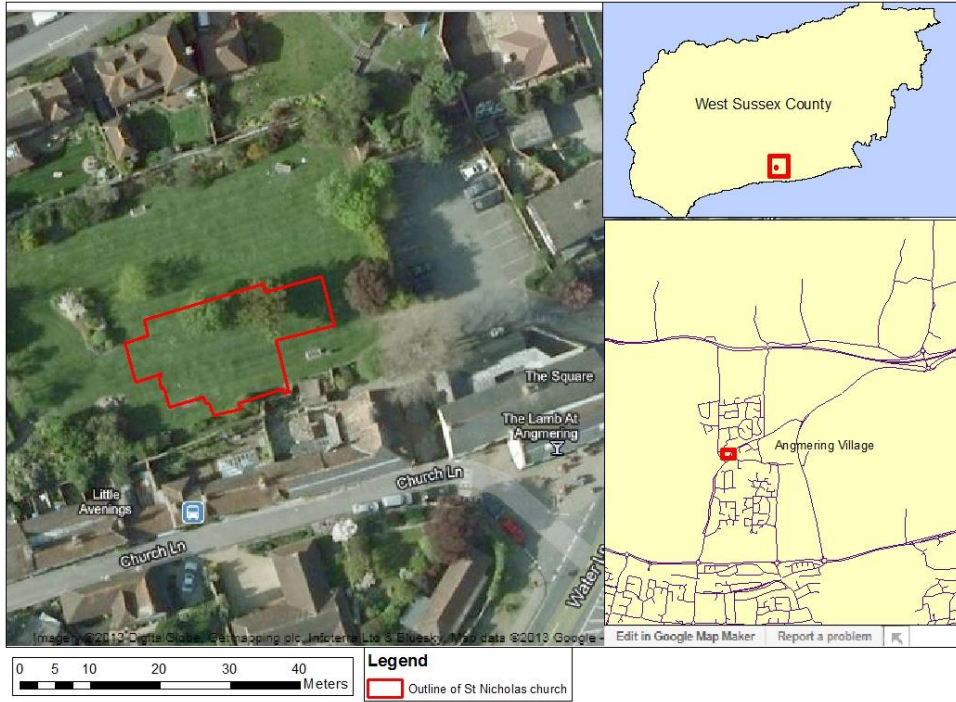 West Sussex County
Angmering Village
The Square
The Lamb At
Angmering
Church Ln
Little
Avenings
Church Ln
Water Ln
Imagery ©2013 DigitalGlobe, Getmapping plc, Infoterra Ltd & Bluesky, Map data ©2013 Google -
Edit in Google Map Maker
Report a problem
0 5 10 20 30 40
Meters
Legend
Outline of St Nicholas church